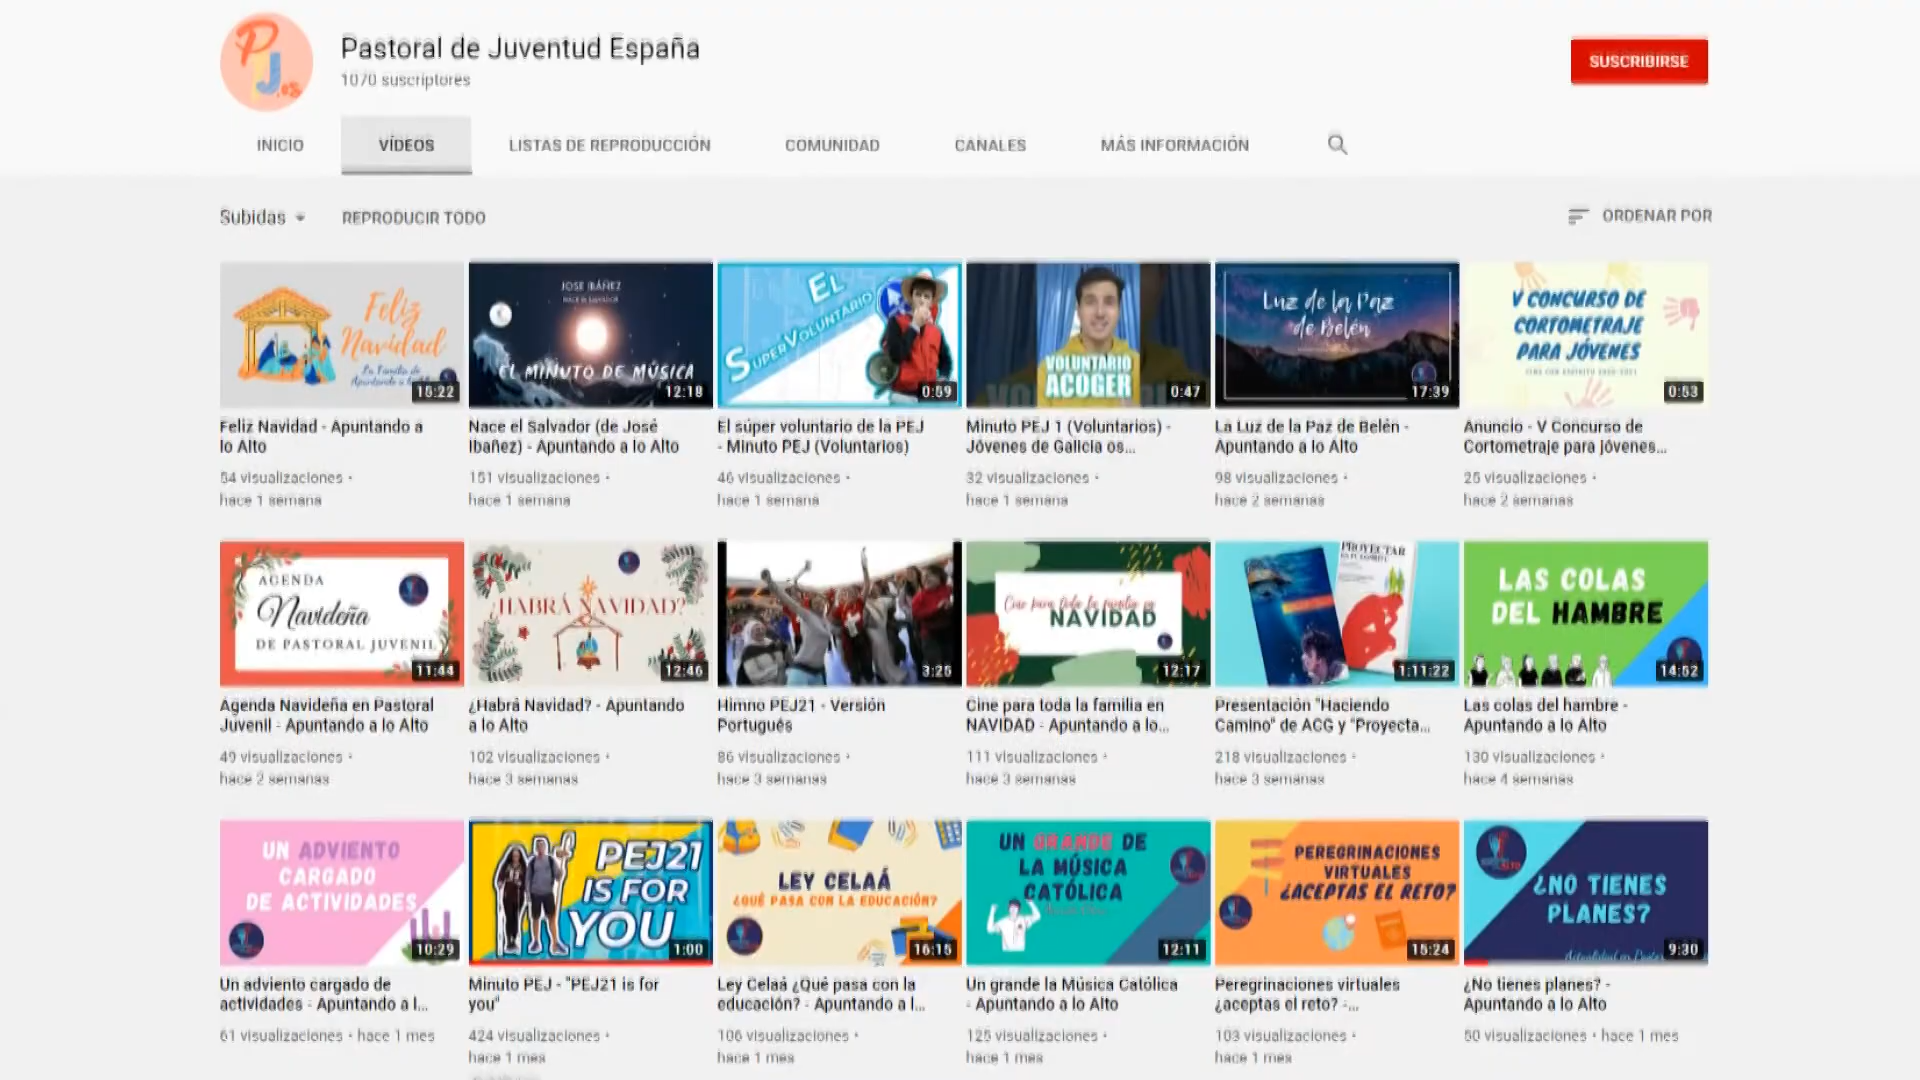 PJ.es
Pastoral de Juventud España
1070 suscriptores
SUSCRIBIRSE
INICIO
VÍDEOS
LISTAS DE REPRODUCCIÓN
COMUNIDAD
CANALES
MÁS INFORMACIÓN
Subidas
REPRODUCIR TODO
ORDENAR POR
Feliz
Navidad
La Familia de
15:22
JOSE IBÁÑEZ
NACE EL SALVADOR
EL MINUTO DE MÚSICA
12:18
EL
SUPERVOLUNTARIO
0:59
VOLUNTARIO
ACOGER
0:47
Luz de la Paz
de Belén
17:39
V CONCURSO DE
CORTOMETRAJE
PARA JÓVENES
0:53
Feliz Navidad - Apuntando a
lo Alto
54 visualizaciones •
hace 1 semana
Nace el Salvador (de José
Ibañez) - Apuntando a lo Alto
151 visualizaciones •
hace 1 semana
El súper voluntario de la PEJ
- Minuto PEJ (Voluntarios)
46 visualizaciones •
hace 1 semana
Minuto PEJ 1 (Voluntarios) -
Jóvenes de Galicia os...
32 visualizaciones •
hace 1 semana
La Luz de la Paz de Belén -
Apuntando a lo Alto
98 visualizaciones •
hace 2 semanas
Anuncio - V Concurso de
Cortometraje para jóvenes...
25 visualizaciones •
hace 2 semanas
AGENDA
Navideña
DE PASTORAL JUVENIL
11:44
¿HABRÁ NAVIDAD?
12:46
3:25
Cine para toda la familia en
NAVIDAD
12:17
PROYECTAR
1:11:22
LAS COLAS
DEL HAMBRE
14:52
Agenda Navideña en Pastoral
Juvenil - Apuntando a lo Alto
49 visualizaciones •
hace 2 semanas
¿Habrá Navidad? - Apuntando
a lo Alto
102 visualizaciones •
hace 3 semanas
Himno PEJ21 - Versión
Portugués
86 visualizaciones •
hace 3 semanas
Cine para toda la familia en
NAVIDAD - Apuntando a lo...
111 visualizaciones •
hace 3 semanas
Presentación "Haciendo
Camino" de ACG y "Proyecta...
218 visualizaciones •
hace 3 semanas
Las colas del hambre -
Apuntando a lo Alto
130 visualizaciones •
hace 4 semanas
UN ADVIENTO
CARGADO
DE ACTIVIDADES
10:29
PEJ21
IS FOR
YOU
1:00
LEY CELAÁ
¿QUÉ PASA CON LA EDUCACIÓN?
16:15
UN GRANDE DE
LA MÚSICA
CATÓLICA
12:11
PEREGRINACIONES
VIRTUALES
¿ACEPTAS EL RETO?
15:24
¿NO TIENES
PLANES?
9:30
Un adviento cargado de
actividades - Apuntando a l...
61 visualizaciones • hace 1 mes
Minuto PEJ - "PEJ21 is for
you"
424 visualizaciones •
hace 1 mes
Ley Celaá ¿Qué pasa con la
educación? - Apuntando a l...
106 visualizaciones •
hace 1 mes
Un grande la Música Católica
- Apuntando a lo Alto
125 visualizaciones •
hace 1 mes
Peregrinaciones virtuales
¿aceptas el reto? -...
103 visualizaciones •
hace 1 mes
¿No tienes planes? -
Apuntando a lo Alto
50 visualizaciones • hace 1 mes